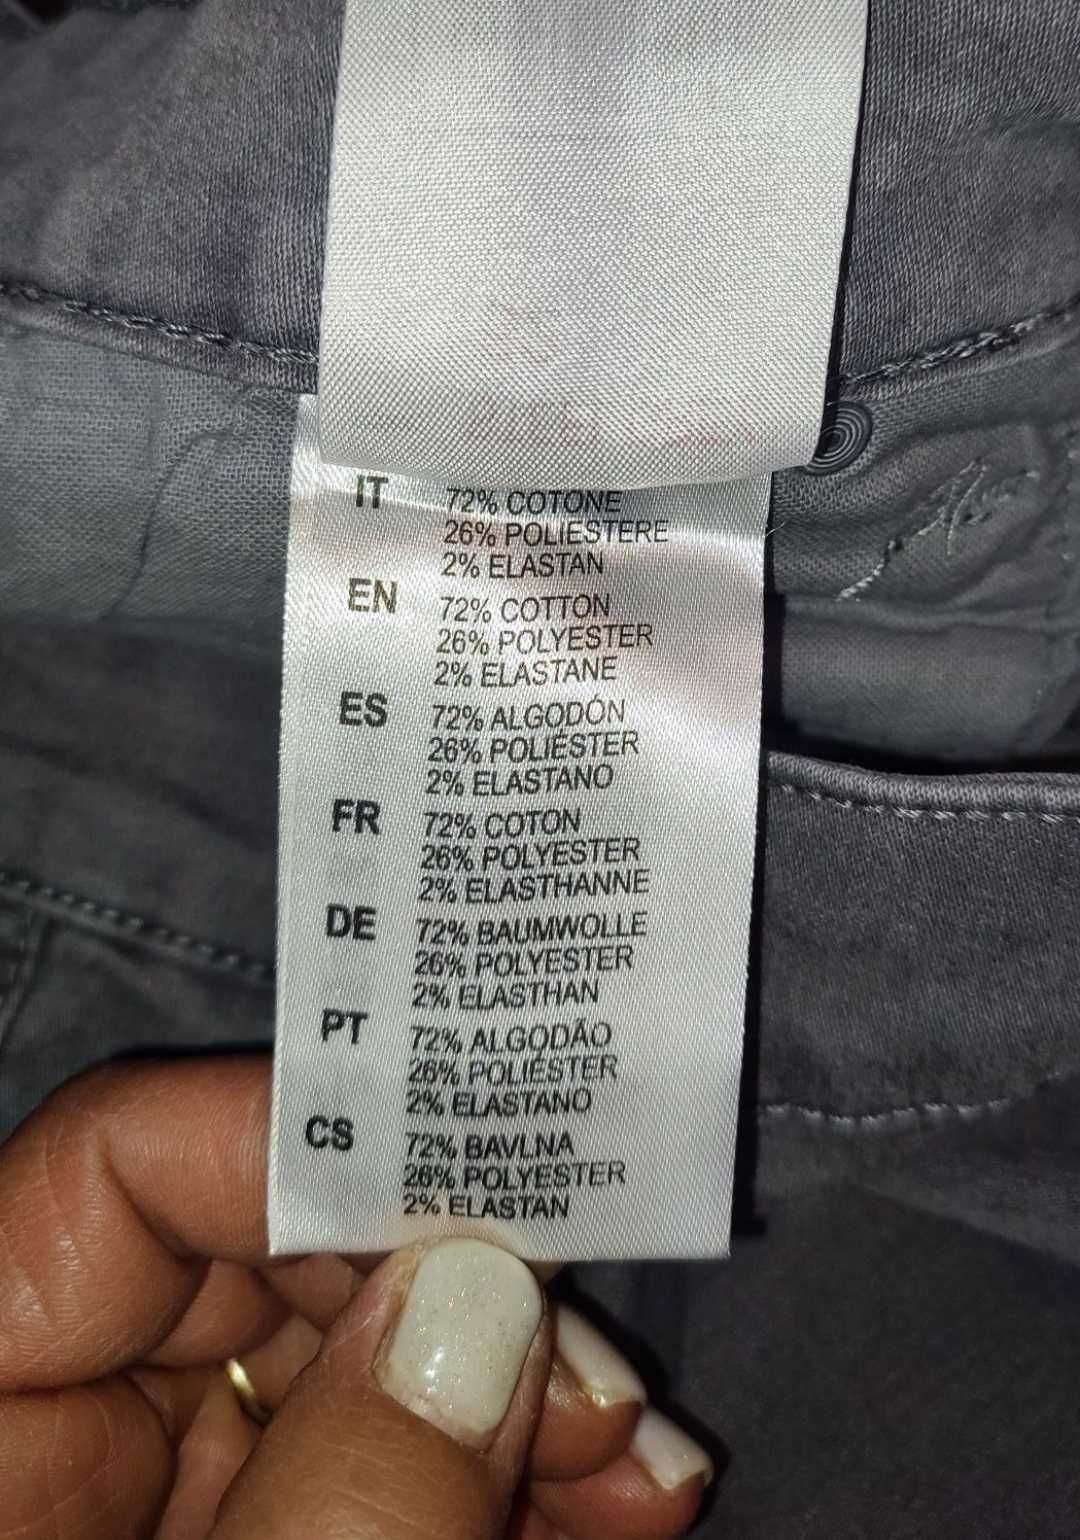 IT 72% COTONE
26% POLIESTERE
2% ELASTAN
EN 72% COTTON
26% POLYESTER
2% ELASTANE
ES 72% ALGODÓN
26% POLIÉSTER
2% ELASTANO
FR 72% COTON
26% POLYESTER
2% ELASTHANNE
DE 72% BAUMWOLLE
26% POLYESTER
2% ELASTHAN
PT 72% ALGODÃO
26% POLIÉSTER
2% ELASTANO
CS 72% BAVLNA
26% POLYESTER
2% ELASTAN